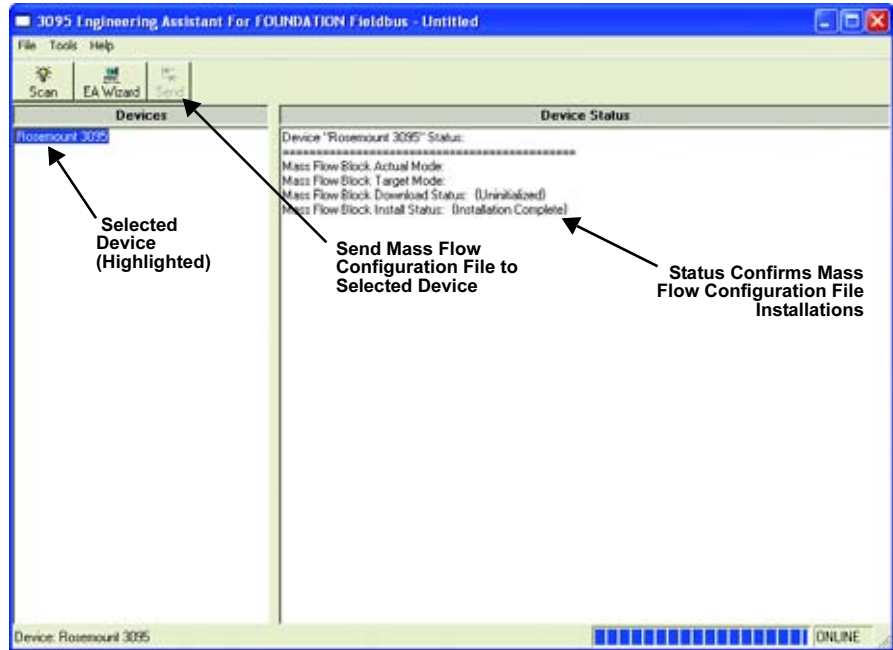 3095 Engineering Assistant For FOUNDATION Fieldbus - Untitled
File Tools Help
Scan EA Wizard Send
Devices
Device Status
Rosemount 3095
Device "Rosemount 3095" Status:
==============================================
Mass Flow Block Actual Mode:
Mass Flow Block Target Mode:
Mass Flow Block Download Status: (Uninitialized)
Mass Flow Block Install Status: (Installation Complete)
Selected
Device
(Highlighted)
Send Mass Flow
Configuration File to
Selected Device
Status Confirms Mass
Flow Configuration File
Installations
Device: Rosemount 3095
ONLINE